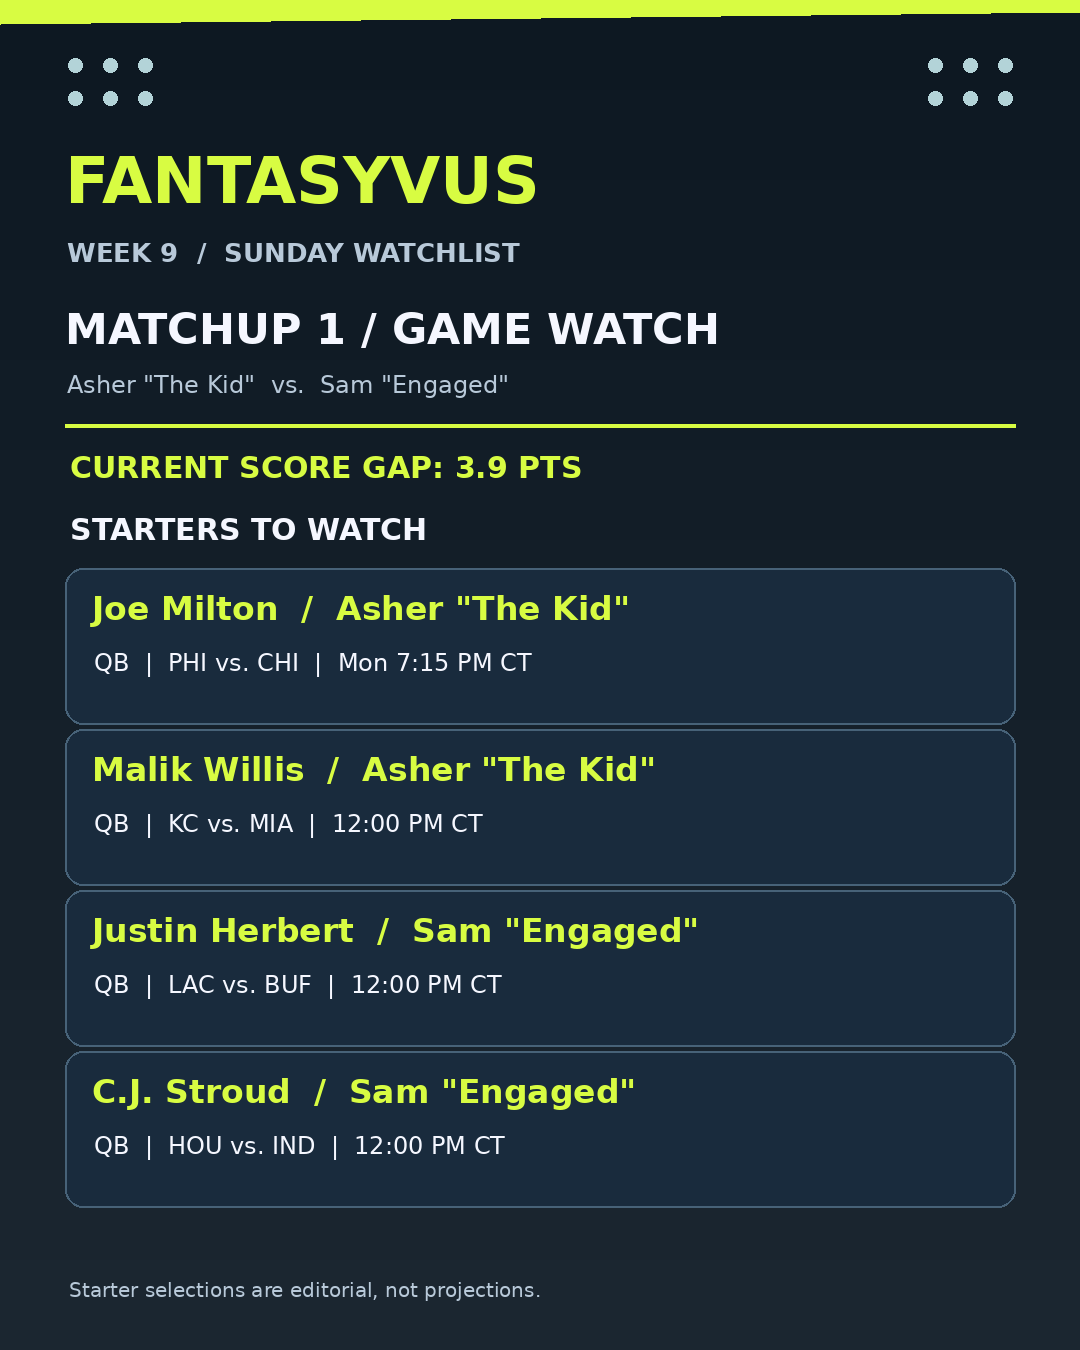 FANTASYVUS
WEEK 9 / SUNDAY WATCHLIST
MATCHUP 1 / GAME WATCH
Asher "The Kid" vs. Sam "Engaged"
CURRENT SCORE GAP: 3.9 PTS
STARTERS TO WATCH
Joe Milton / Asher "The Kid"
QB | PHI vs. CHI | Mon 7:15 PM CT
Malik Willis / Asher "The Kid"
QB | KC vs. MIA | 12:00 PM CT
Justin Herbert / Sam "Engaged"
QB | LAC vs. BUF | 12:00 PM CT
C.J. Stroud / Sam "Engaged"
QB | HOU vs. IND | 12:00 PM CT
Starter selections are editorial, not projections.